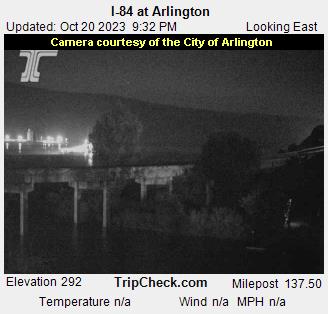 I-84 at Arlington
Updated: Oct 20 2023 9:32 PM Looking East
Camera courtesy of the City of Arlington
Elevation 292 TripCheck.com Milepost 137.50
Temperature n/a Wind n/a MPH n/a